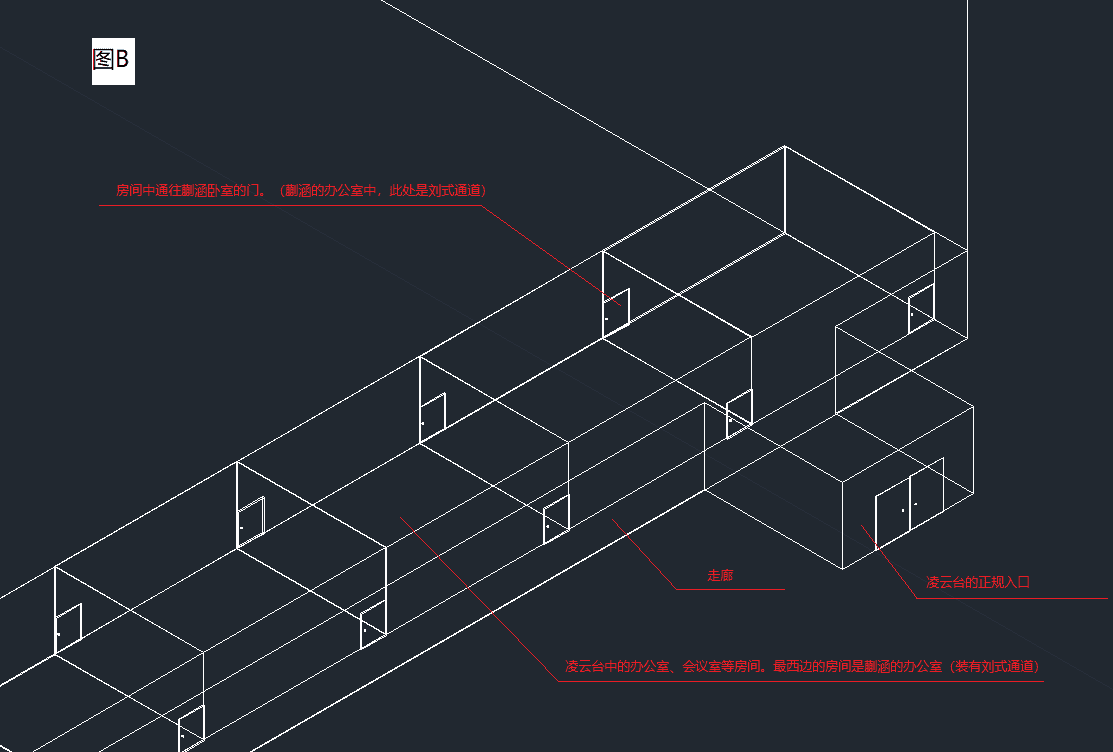 图B
房间中通往蒯涵卧室的门。（蒯涵的办公室中，此处是刘式通道）
走廊
凌云台的正规入口
凌云台中的办公室、会议室等房间。最西边的房间是蒯涵的办公室（装有刘式通道）